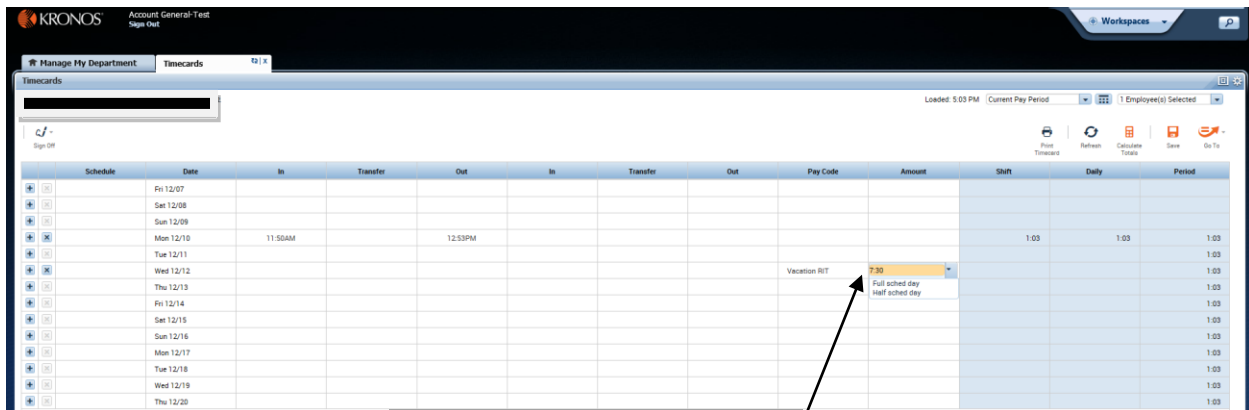 KRONOS Account General-Test
Sign Out
Workspaces
Manage My Department Timecards
Timecards
Loaded: 5:03 PM Current Pay Period 1 Employee(s) Selected
Sign Off
Print Timecard Refresh Calculate Totals Save Go To
Schedule Date In Transfer Out In Transfer Out Pay Code Amount Shift Daily Period
Fri 12/07
Sat 12/08
Sun 12/09
Mon 12/10 11:50AM 12:53PM 1:03 1:03 1:03
Tue 12/11 1:03
Wed 12/12 Vacation RIT 7:30 1:03
Full sched day
Thu 12/13 1:03
Half sched day
Fri 12/14 1:03
Sat 12/15 1:03
Sun 12/16 1:03
Mon 12/17 1:03
Tue 12/18 1:03
Wed 12/19 1:03
Thu 12/20 1:03